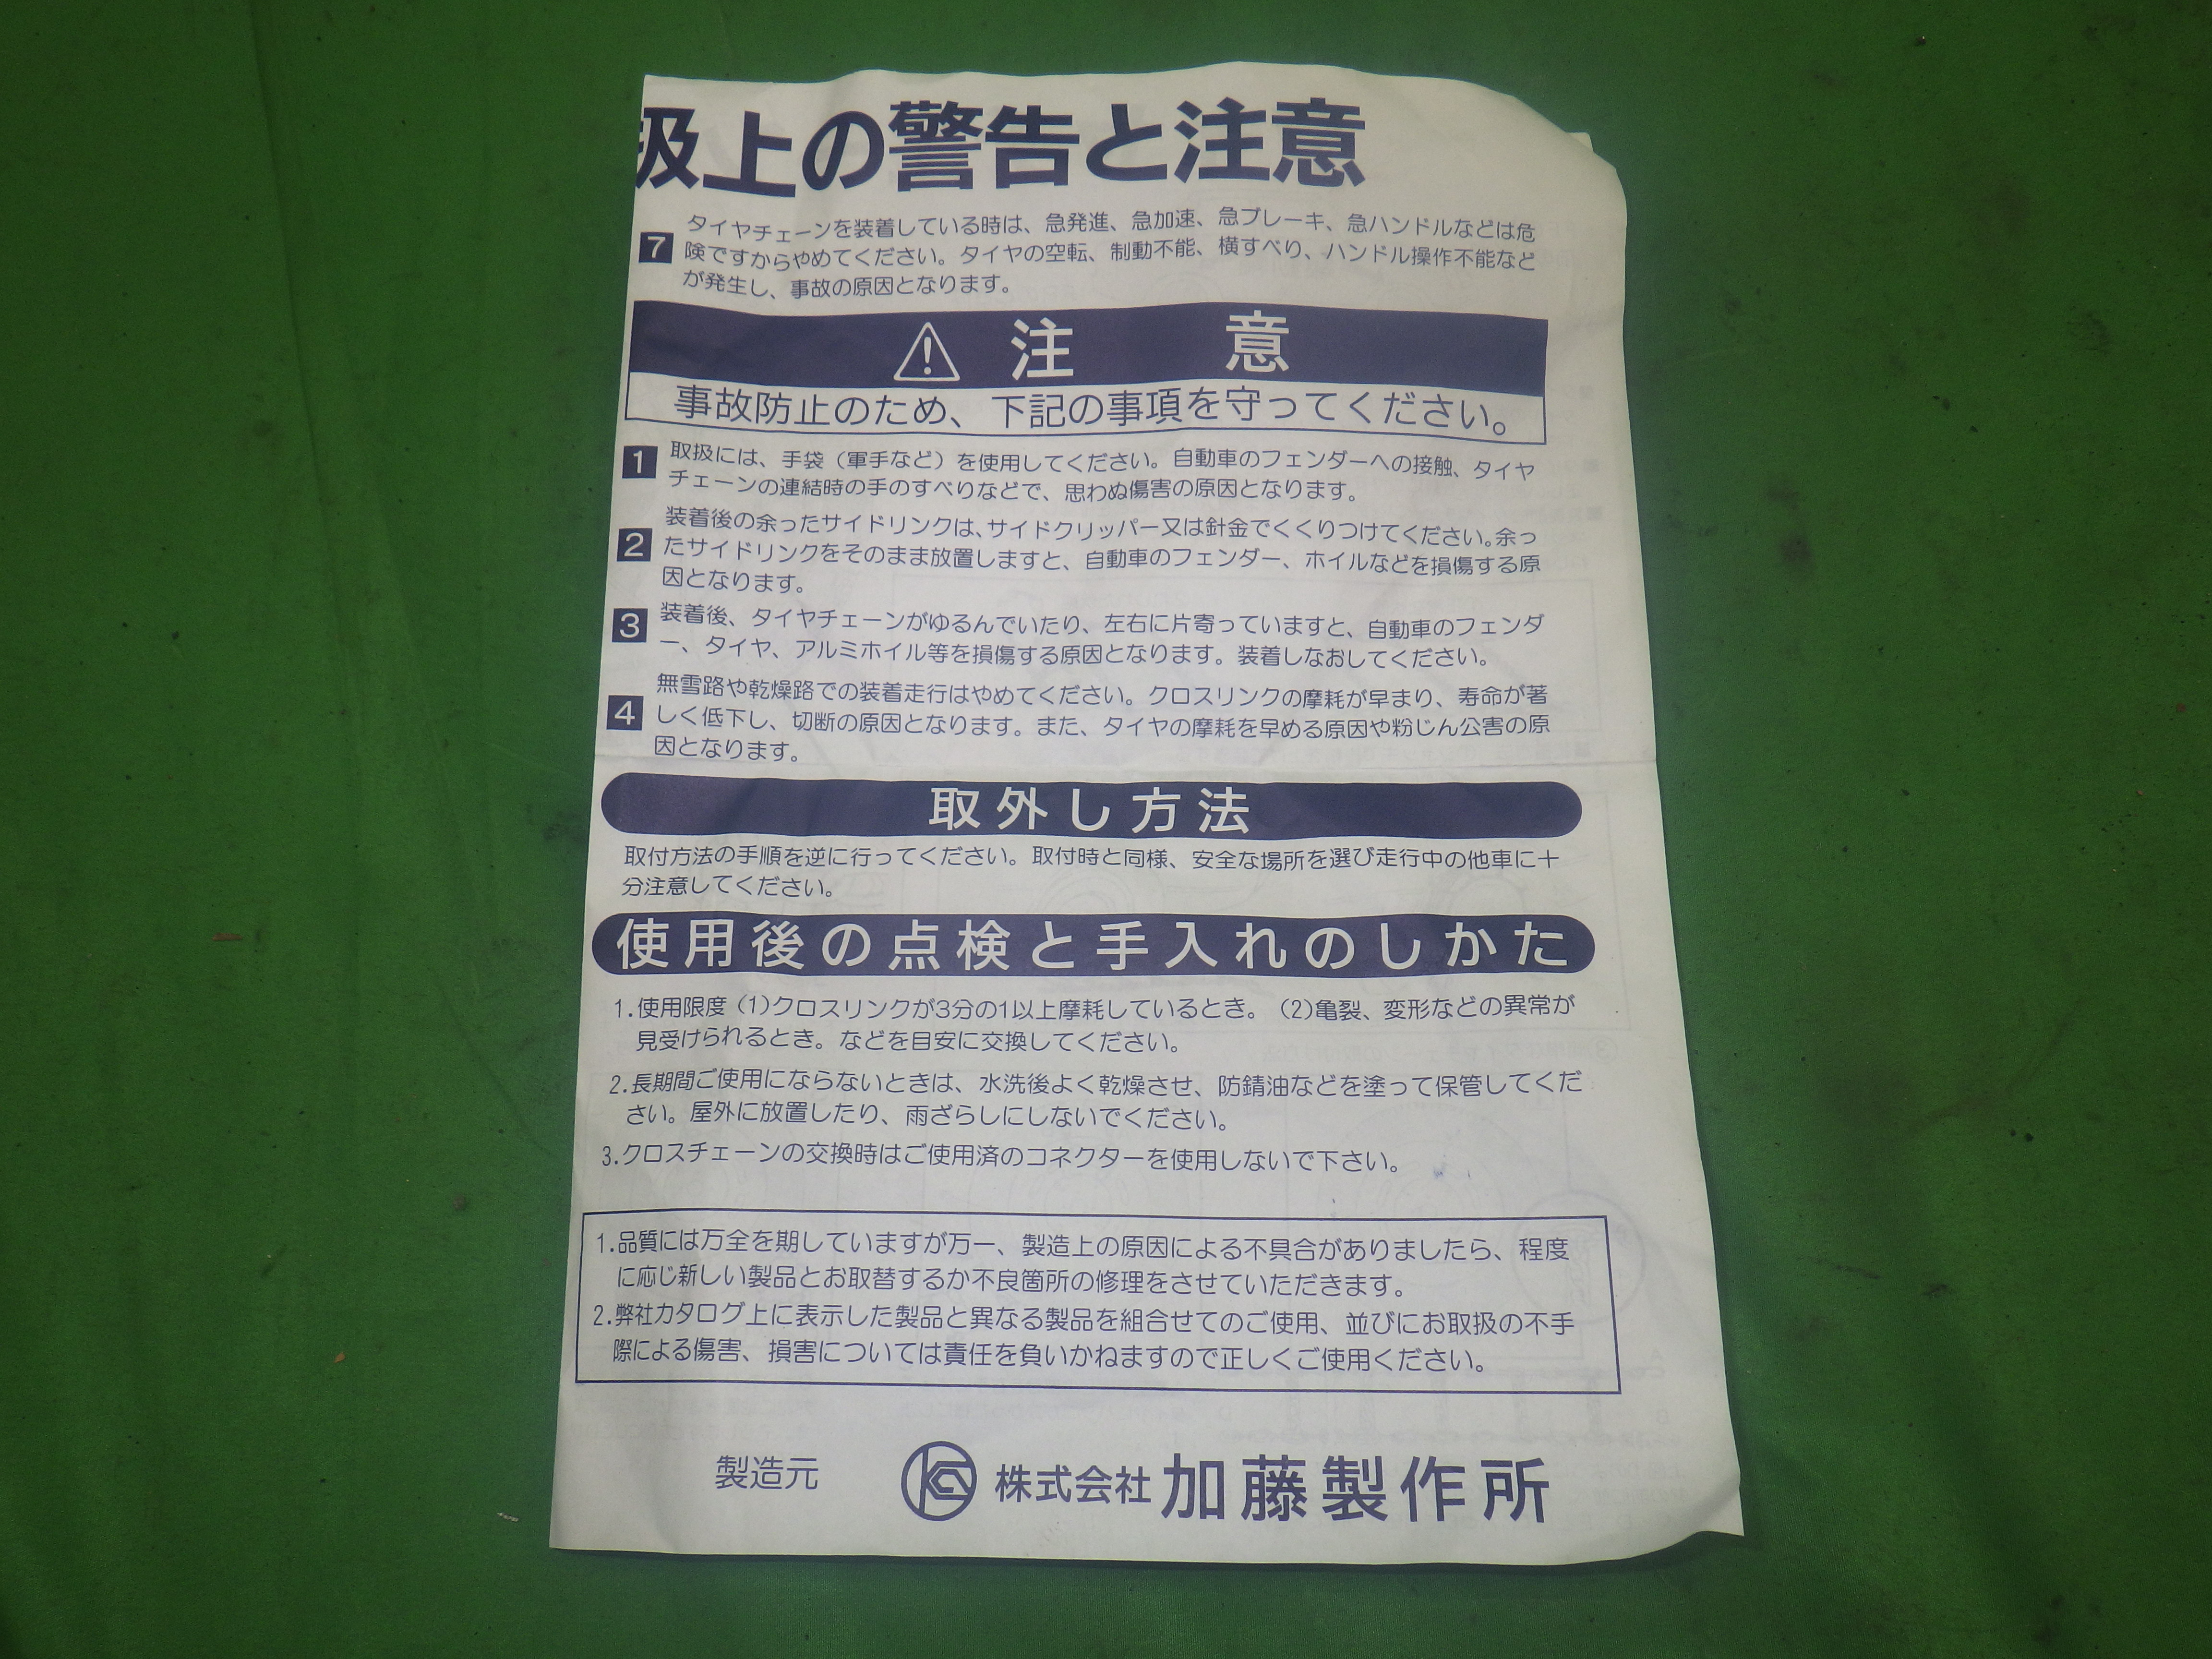 扱上の警告と注意
7 タイヤチェーンを装着している時は、急発進、急加速、急ブレーキ、急ハンドルなどは危
険ですからやめてください。タイヤの空転、制動不能、横すべり、ハンドル操作不能など
が発生し、事故の原因となります。
注意
事故防止のため、下記の事項を守ってください。
1 取扱には、手袋（軍手など）を使用してください。自動車のフェンダーへの接触、タイヤ
チェーンの連結時の手のすべりなどで、思わぬ傷害の原因となります。
2 装着後の余ったサイドリンクは、サイドクリッパー又は針金でくくりつけてください。余っ
たサイドリンクをそのまま放置しますと、自動車のフェンダー、ホイルなどを損傷する原
因となります。
3 装着後、タイヤチェーンがゆるんでいたり、左右に片寄っていますと、自動車のフェンダ
ー、タイヤ、アルミホイル等を損傷する原因となります。装着しなおしてください。
4 無雪路や乾燥路での装着走行はやめてください。クロスリンクの摩耗が早まり、寿命が著
しく低下し、切断の原因となります。また、タイヤの摩耗を早める原因や粉じん公害の原
因となります。
取外し方法
取付方法の手順を逆に行ってください。取付時と同様、安全な場所を選び走行中の他車に十
分注意してください。
使用後の点検と手入れのしかた
1.使用限度（1)クロスリンクが3分の1以上摩耗しているとき。（2)亀裂、変形などの異常が
見受けられるとき。などを目安に交換してください。
2.長期間ご使用にならないときは、水洗後よく乾燥させ、防錆油などを塗って保管してくだ
さい。屋外に放置したり、雨ざらしにしないでください。
3.クロスチェーンの交換時はご使用済のコネクターを使用しないで下さい。
1.品質には万全を期していますが万一、製造上の原因による不具合がありましたら、程度
に応じ新しい製品とお取替するか不良箇所の修理をさせていただきます。
2.弊社カタログ上に表示した製品と異なる製品を組合せてのご使用、並びにお取扱の不手
際による傷害、損害については責任を負いかねますので正しくご使用ください。
製造元 株式会社加藤製作所